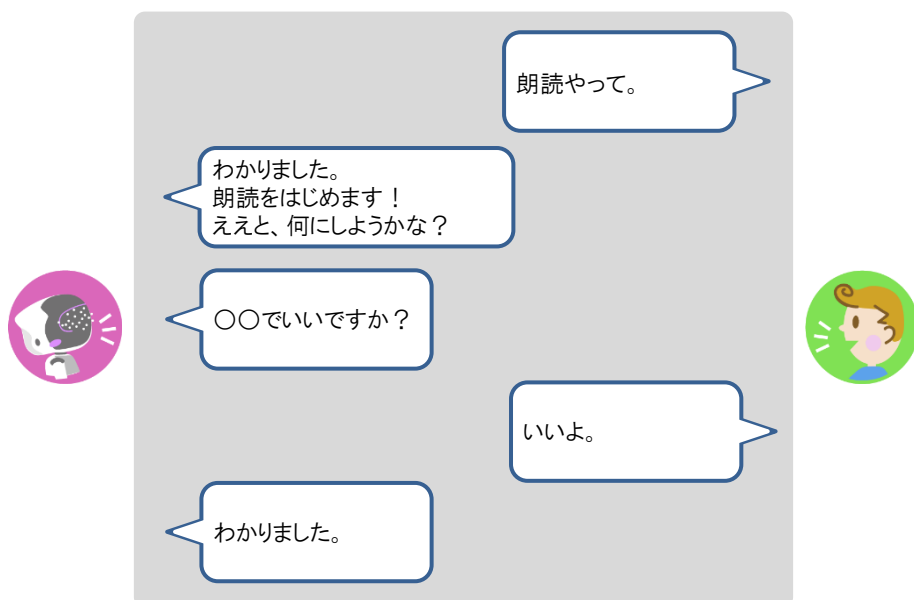 朗読やって。
わかりました。
朗読をはじめます！
ええと、何にしようかな？
○○でいいですか？
いいよ。
わかりました。